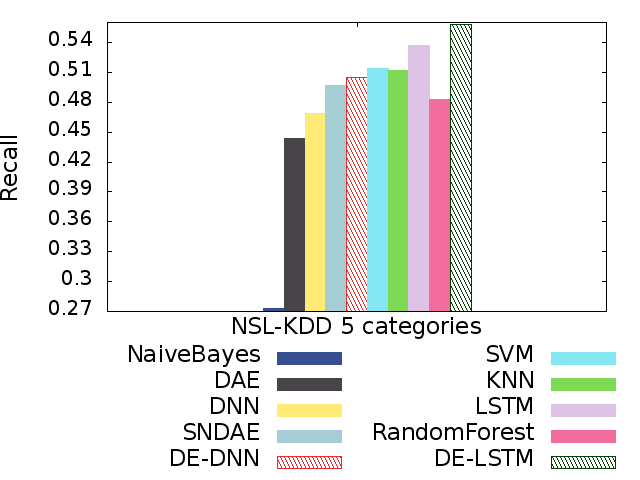 0.54
0.51
0.48
0.45
0.42
0.39
0.36
0.33
0.3
0.27
Recall
NSL-KDD 5 categories
NaiveBayes
DAE
DNN
SNDAE
DE-DNN
SVM
KNN
LSTM
RandomForest
DE-LSTM